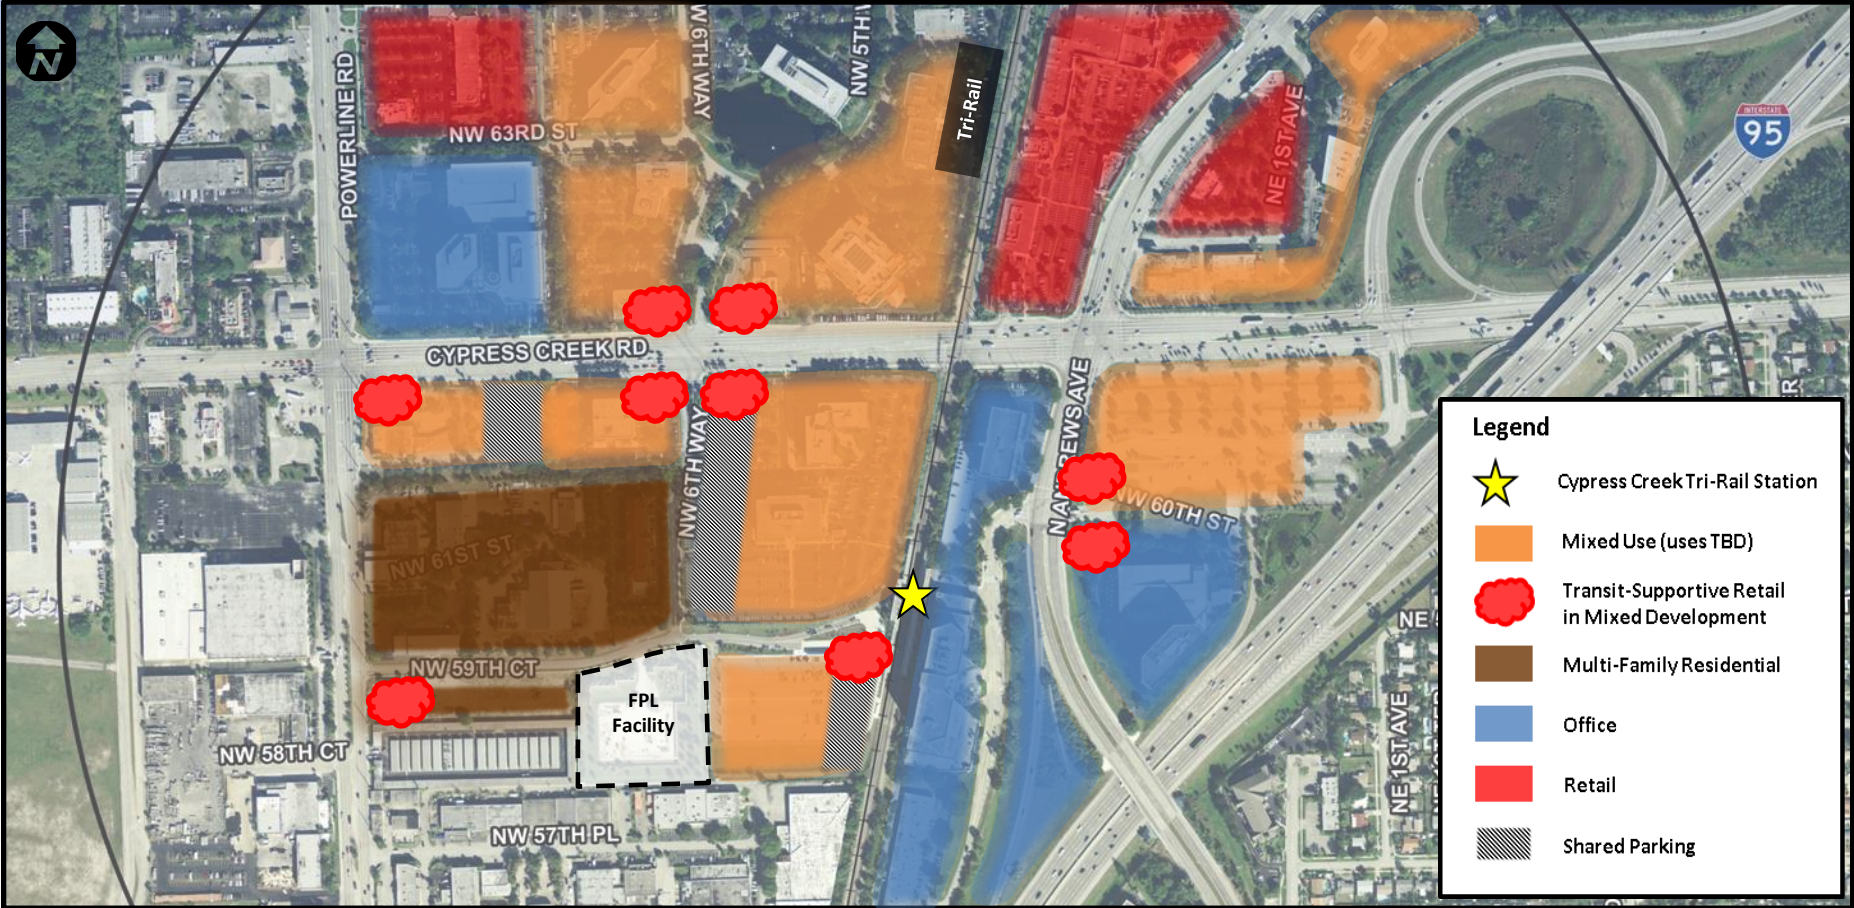 N
POWERLINE RD
NW 63RD ST
W 6TH WAY
NW 5TH W
Tri-Rail
NE 1ST AVE
INTERSTATE
95
CYPRESS CREEK RD
NW 6TH WAY
N ANDREWS AVE
NW 60TH ST
NW 61ST ST
NW 59TH CT
FPL
Facility
NW 58TH CT
NW 57TH PL
NE
NE 1ST AVE
Legend
Cypress Creek Tri-Rail Station
Mixed Use (uses TBD)
Transit-Supportive Retail
in Mixed Development
Multi-Family Residential
Office
Retail
Shared Parking